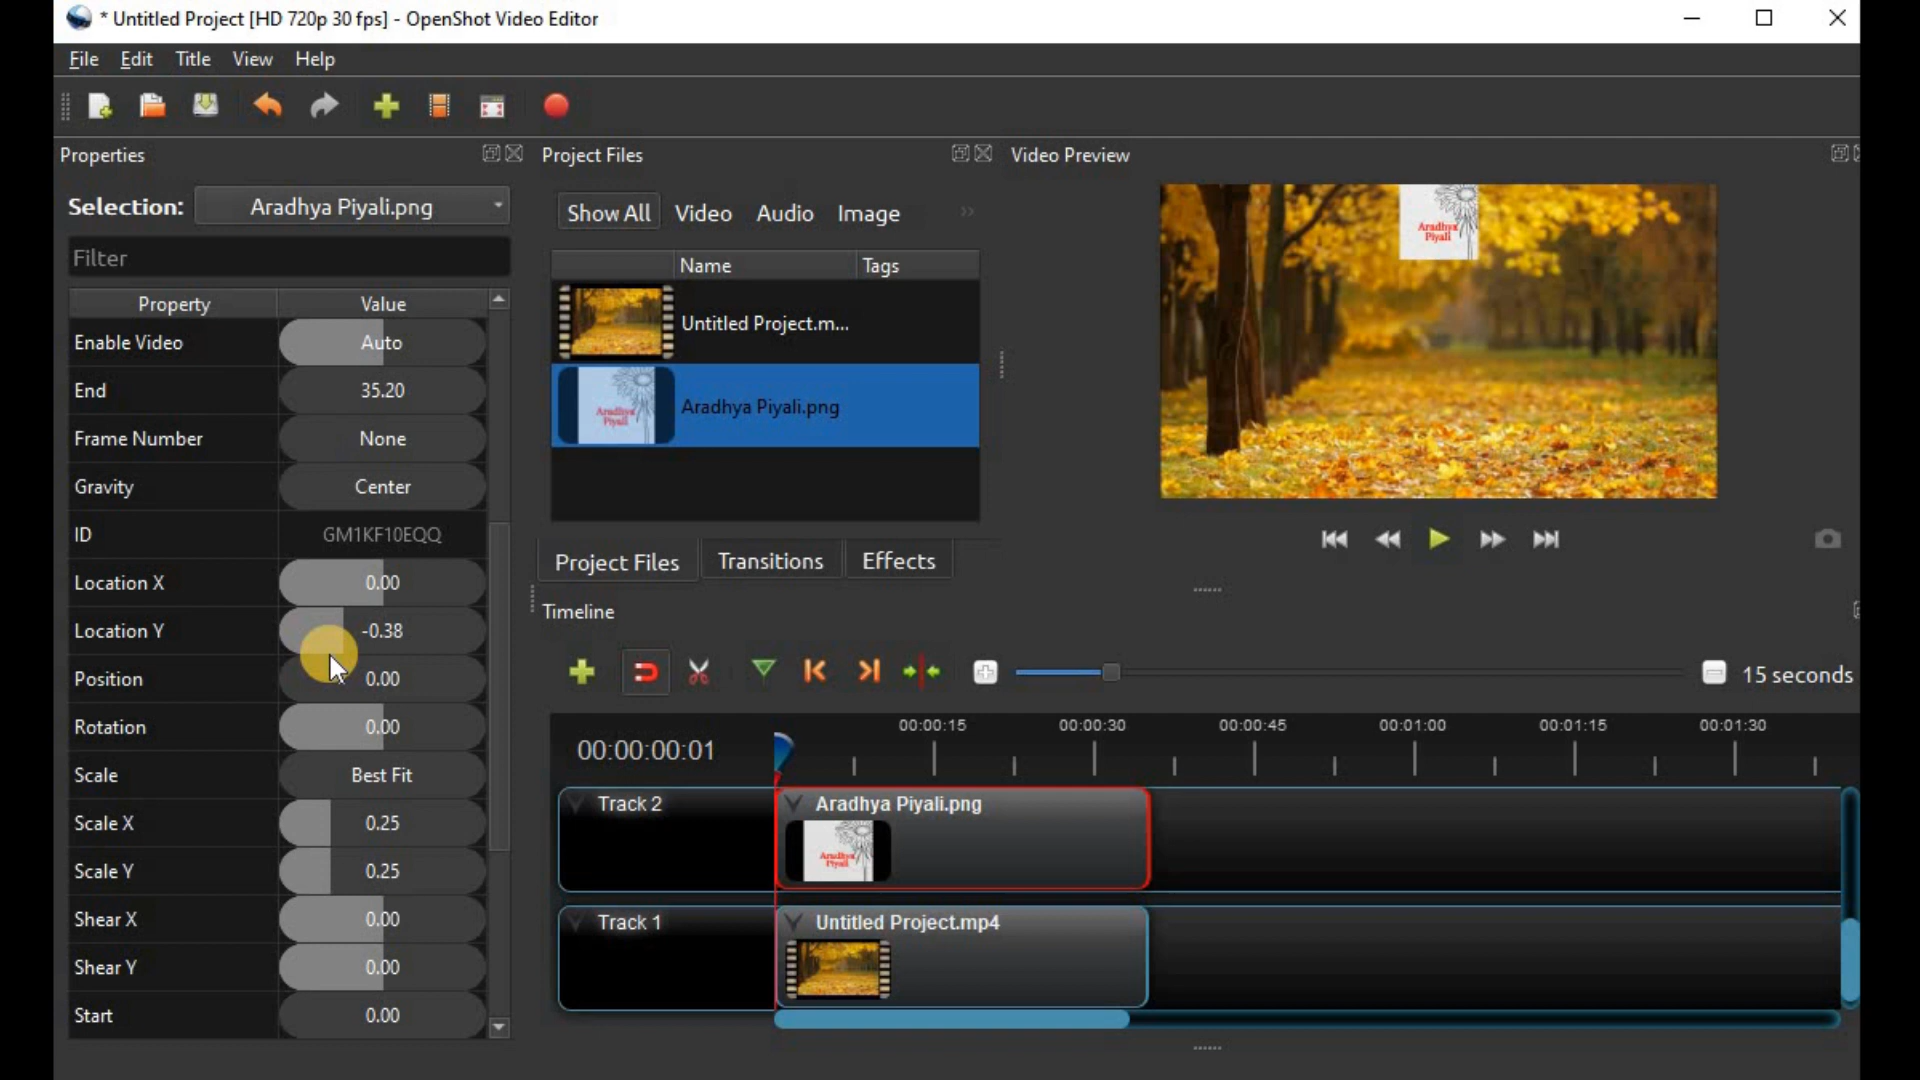 * Untitled Project [HD 720p 30 fps] - OpenShot Video Editor
File Edit Title View Help
Properties
Selection: Aradhya Piyali.png
Filter
Property Value
Enable Video Auto
End 35.20
Frame Number None
Gravity Center
ID GM1KF10EQQ
Location X 0.00
Location Y -0.38
Position 0.00
Rotation 0.00
Scale Best Fit
Scale X 0.25
Scale Y 0.25
Shear X 0.00
Shear Y 0.00
Start 0.00
Project Files
Show All Video Audio Image
Name Tags
Untitled Project.m...
Aradhya Piyali
Aradhya Piyali.png
Project Files Transitions Effects
Video Preview
Aradhya
Piyali
Timeline
15 seconds
00:00:00:01
00:00:15 00:00:30 00:00:45 00:01:00 00:01:15 00:01:30
Track 2
Aradhya Piyali.png
Aradhya
Piyali
Track 1
Untitled Project.mp4